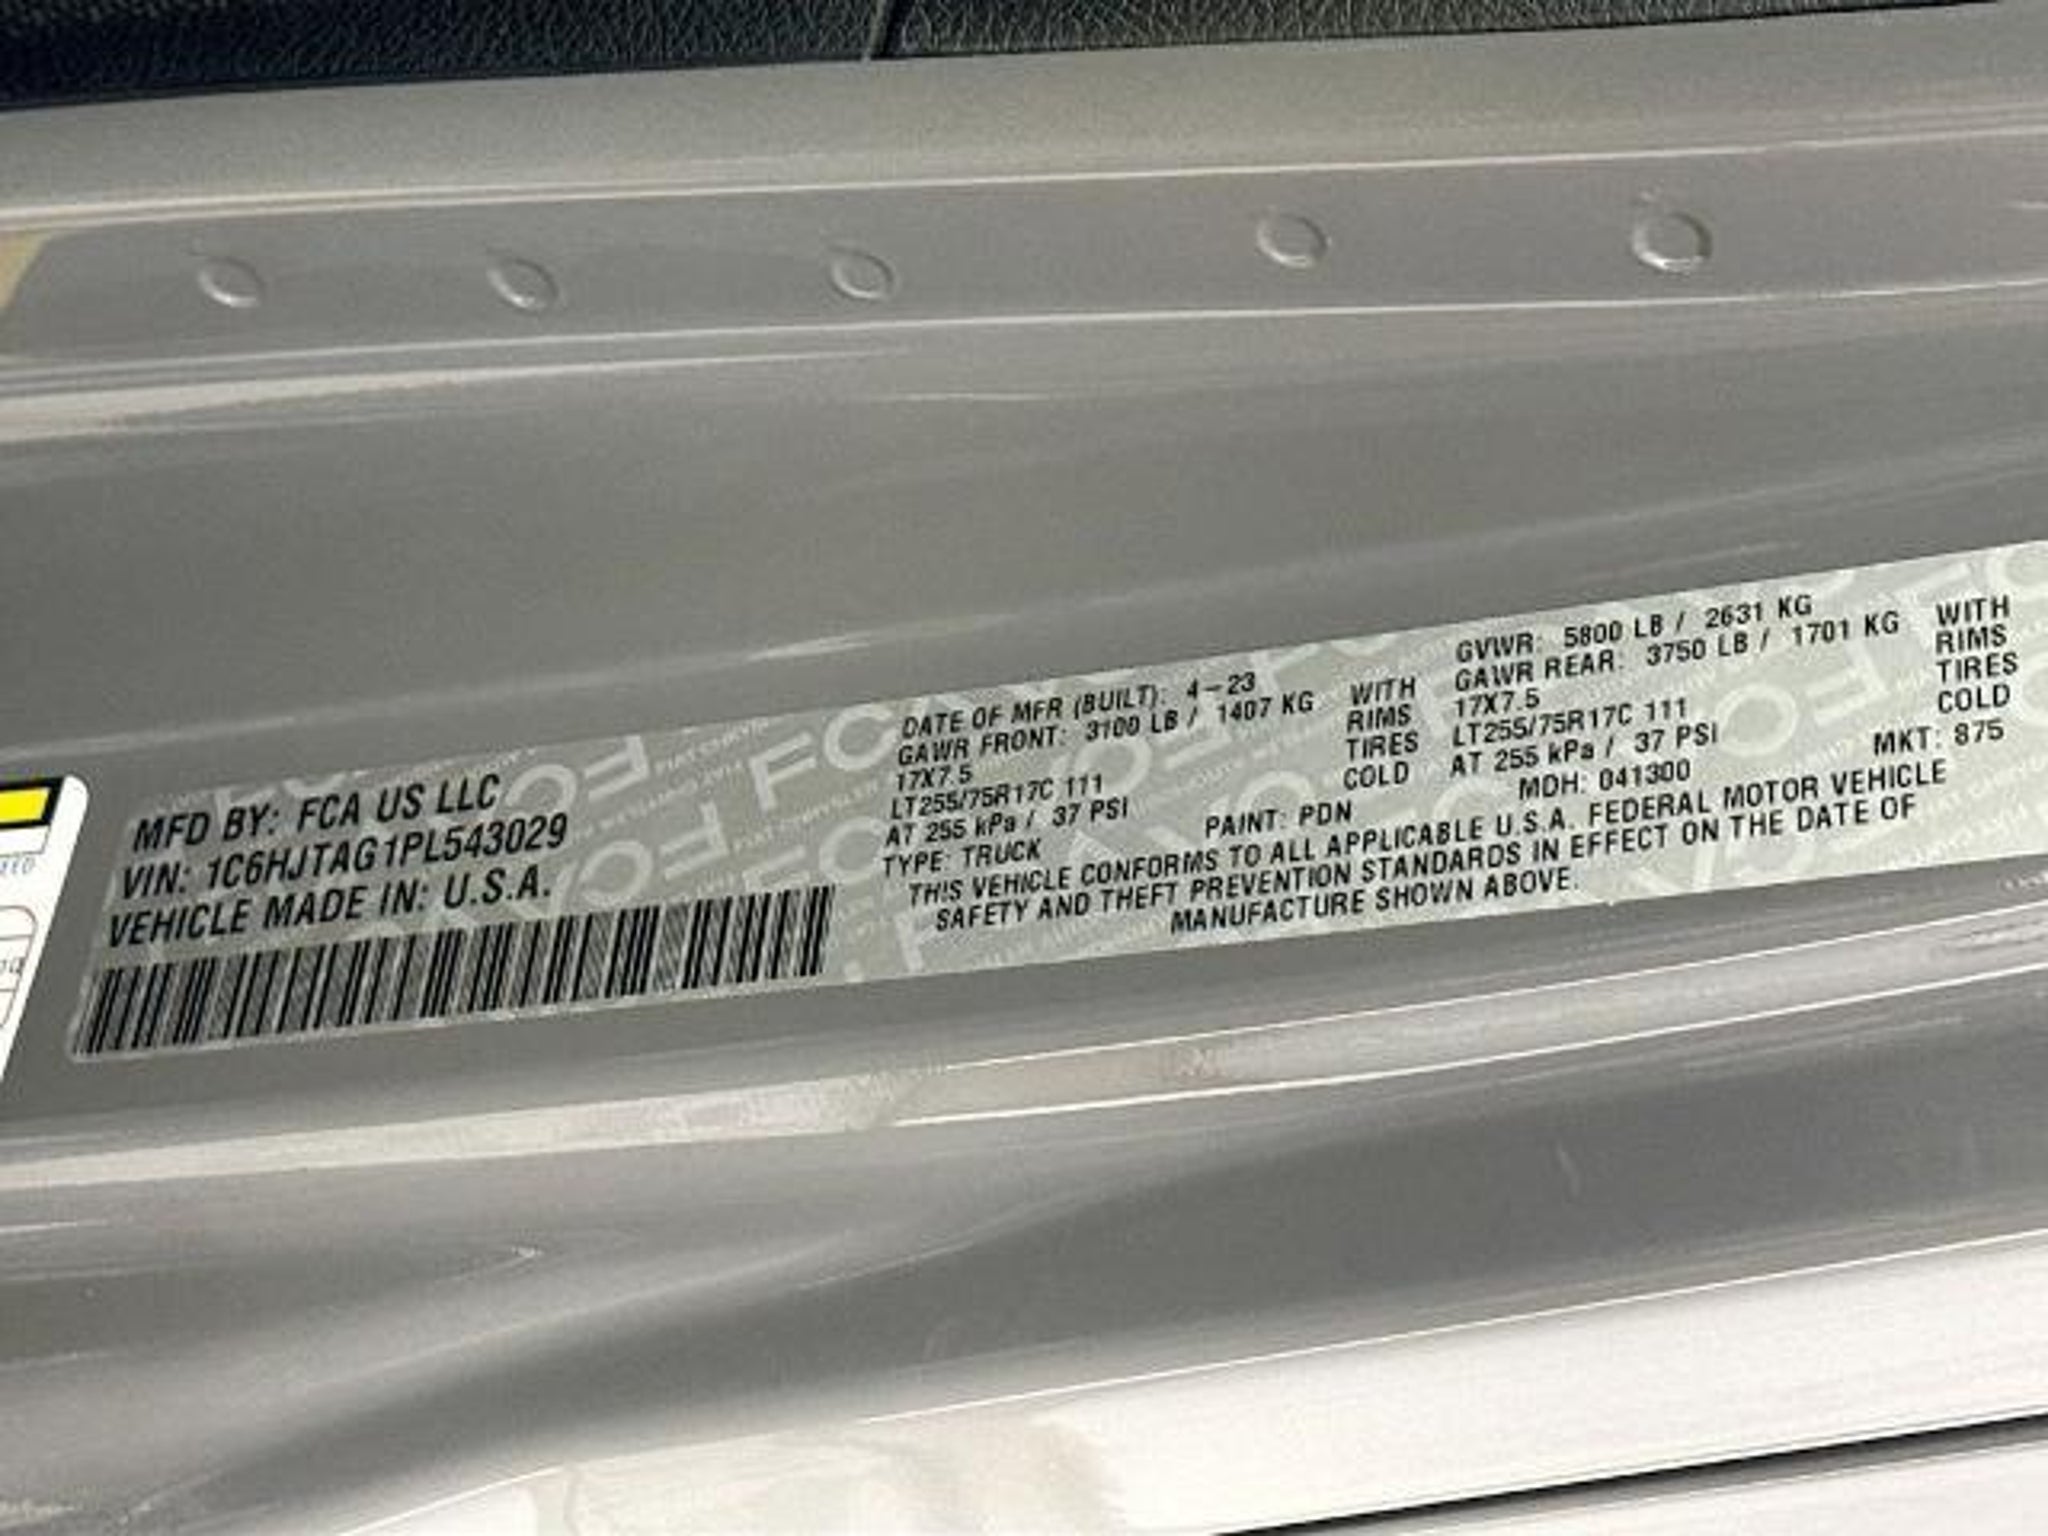 MFD BY: FCA US LLC
VIN: 1C6HJTAG1PL543029
VEHICLE MADE IN: U.S.A.
DATE OF MFR (BUILT): 4-23
GAWR FRONT: 3100 LB / 1407 KG WITH
17X7.5 RIMS
LT255/75R17C 111 TIRES
AT 255 kPa / 37 PSI COLD
GVWR: 5800 LB / 2631 KG
GAWR REAR: 3750 LB / 1701 KG WITH
17X7.5 RIMS
LT255/75R17C 111 TIRES
AT 255 kPa / 37 PSI COLD
TYPE: TRUCK PAINT: PDN MDH: 041300 MKT: 875
THIS VEHICLE CONFORMS TO ALL APPLICABLE U.S.A. FEDERAL MOTOR VEHICLE
SAFETY AND THEFT PREVENTION STANDARDS IN EFFECT ON THE DATE OF
MANUFACTURE SHOWN ABOVE.